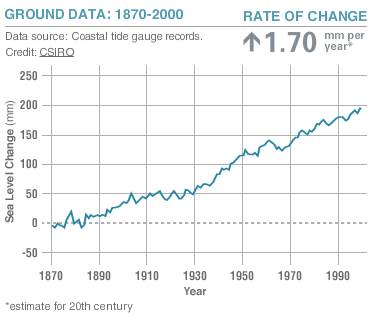 GROUND DATA: 1870-2000
Data source: Coastal tide gauge records.
Credit: CSIRO
RATE OF CHANGE
1.70 mm per
year*
Sea Level Change (mm)
250
200
150
100
50
0
-50
1870 1890 1910 1930 1950 1970 1990
Year
*estimate for 20th century